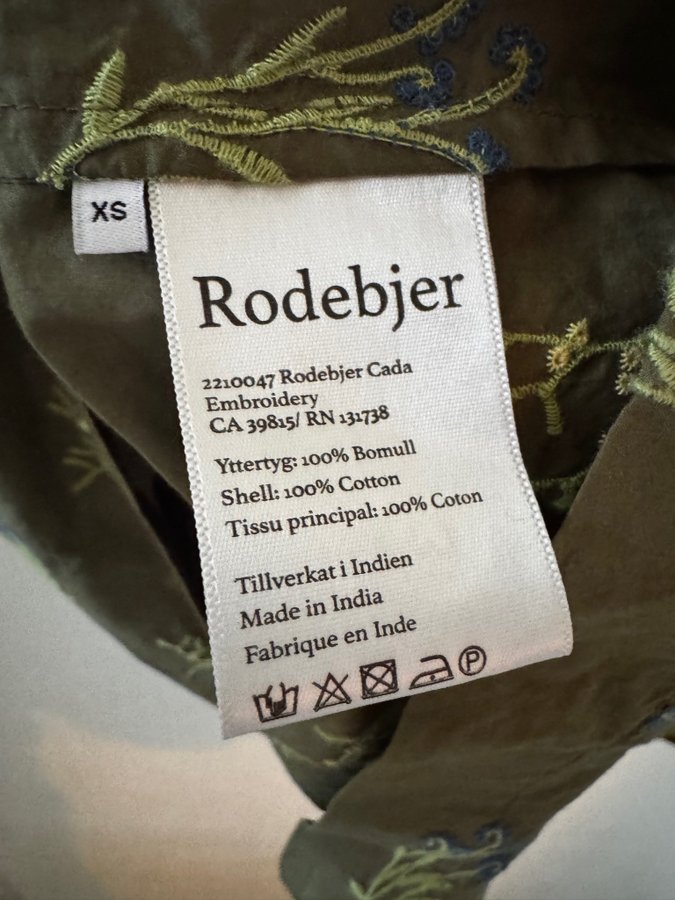 XS
Rodebjer
2210047 Rodebjer Cada
Embroidery
CA 39815/ RN 131738
Yttertyg: 100% Bomull
Shell: 100% Cotton
Tissu principal: 100% Coton
Tillverkat i Indien
Made in India
Fabrique en Inde
P